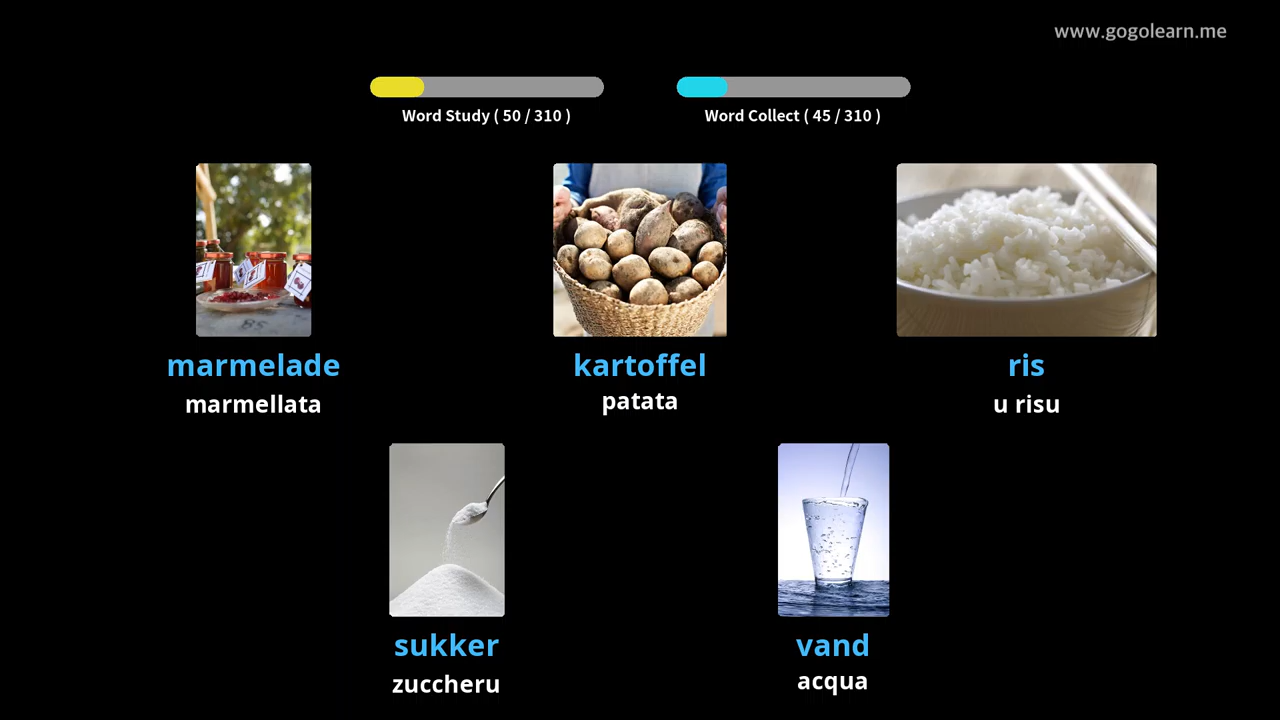 www.gogolearn.me
Word Study ( 50 / 310 )
Word Collect ( 45 / 310 )
marmelade
marmellata
kartoffel
patata
ris
u risu
sukker
zuccheru
vand
acqua